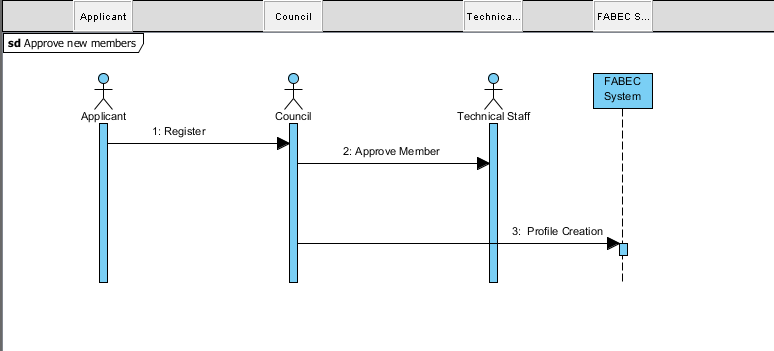 Applicant
Council
Technica...
FABEC S...
sd Approve new members
Applicant
Council
Technical Staff
FABEC
System
1: Register
2: Approve Member
3: Profile Creation